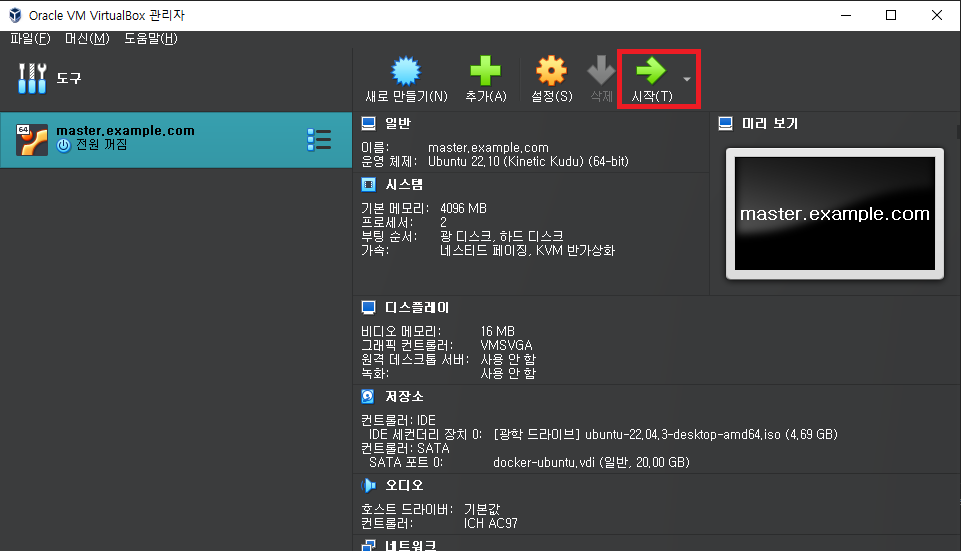 Oracle VM VirtualBox 관리자
파일(F) 머신(M) 도움말(H)
도구
새로 만들기(N) 추가(A) 설정(S) 삭제 시작(T)
64
master.example.com
전원 꺼짐
일반
이름: master.example.com
운영 체제: Ubuntu 22.10 (Kinetic Kudu) (64-bit)
시스템
기본 메모리: 4096 MB
프로세서: 2
부팅 순서: 광 디스크, 하드 디스크
가속: 네스티드 페이징, KVM 반가상화
미리 보기
master.example.com
디스플레이
비디오 메모리: 16 MB
그래픽 컨트롤러: VMSVGA
원격 데스크톱 서버: 사용 안 함
녹화: 사용 안 함
저장소
컨트롤러: IDE
IDE 세컨더리 장치 0: [광학 드라이브] ubuntu-22.04.3-desktop-amd64.iso (4.69 GB)
컨트롤러: SATA
SATA 포트 0: docker-ubuntu.vdi (일반, 20.00 GB)
오디오
호스트 드라이버: 기본값
컨트롤러: ICH AC97
네트워크